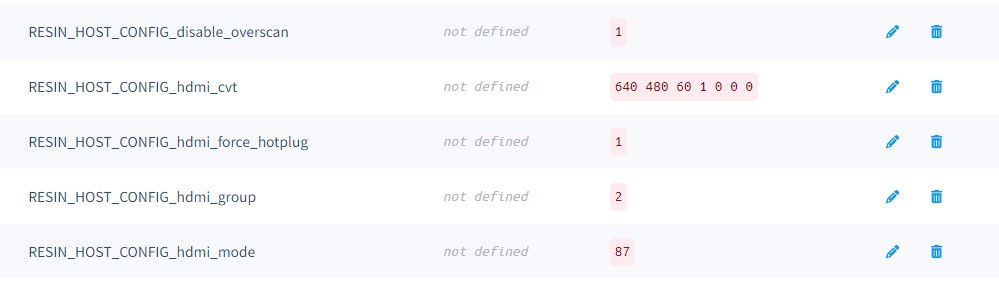 RESIN_HOST_CONFIG_disable_overscan not defined 1
RESIN_HOST_CONFIG_hdmi_cvt not defined 640 480 60 1 0 0 0
RESIN_HOST_CONFIG_hdmi_force_hotplug not defined 1
RESIN_HOST_CONFIG_hdmi_group not defined 2
RESIN_HOST_CONFIG_hdmi_mode not defined 87